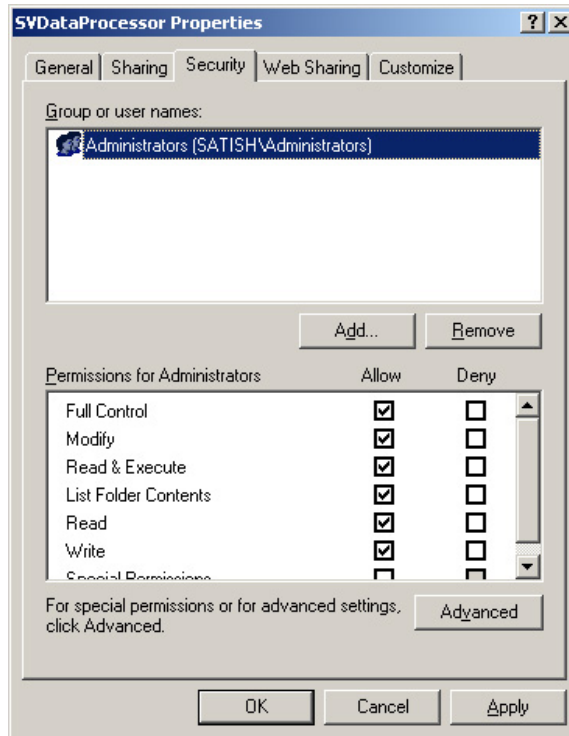 SVDataProcessor Properties ? X
General Sharing Security Web Sharing Customize
Group or user names:
Administrators (SATISH\Administrators)
Add... Remove
Permissions for Administrators Allow Deny
Full Control
Modify
Read & Execute
List Folder Contents
Read
Write
Special Permissions
For special permissions or for advanced settings, click Advanced.
Advanced
OK Cancel Apply